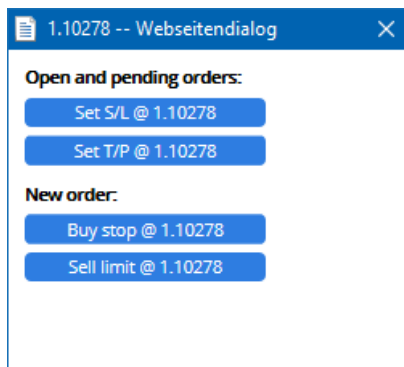 1.10278 -- Webseitendialog
Open and pending orders:
Set S/L @ 1.10278
Set T/P @ 1.10278
New order:
Buy stop @ 1.10278
Sell limit @ 1.10278